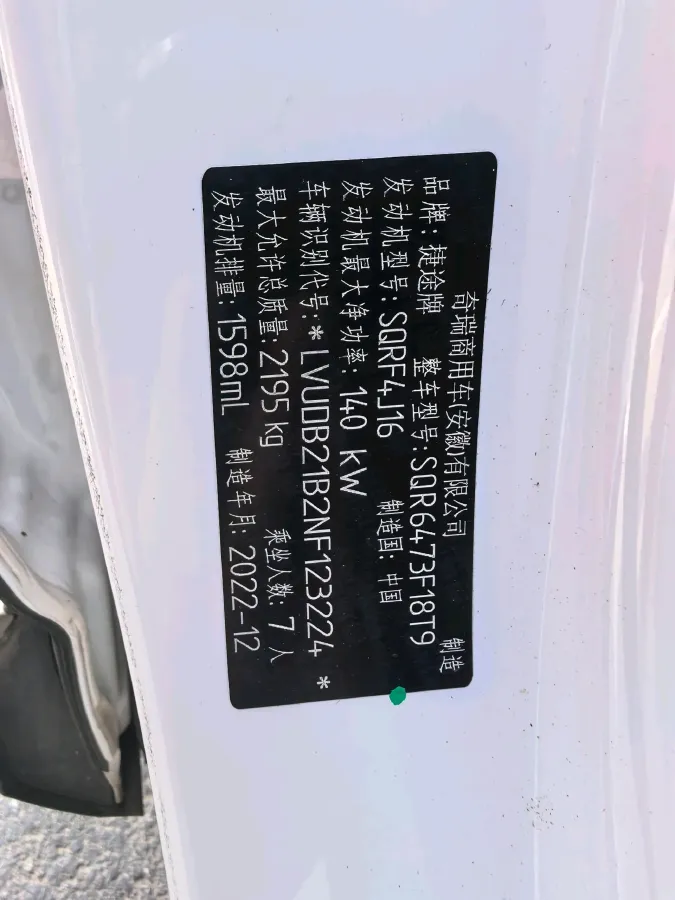 奇瑞商用车(安徽)有限公司 制造
品牌: 捷途牌 整车型号: SQR6473F18T9
发动机型号: SQRF4J16 制造国: 中国
发动机最大净功率: 140 kW
车辆识别代号: *LVUDB21B2NF123224*
最大允许总质量: 2195 kg 乘坐人数: 7人
发动机排量: 1598ml 制造年月: 2022-12